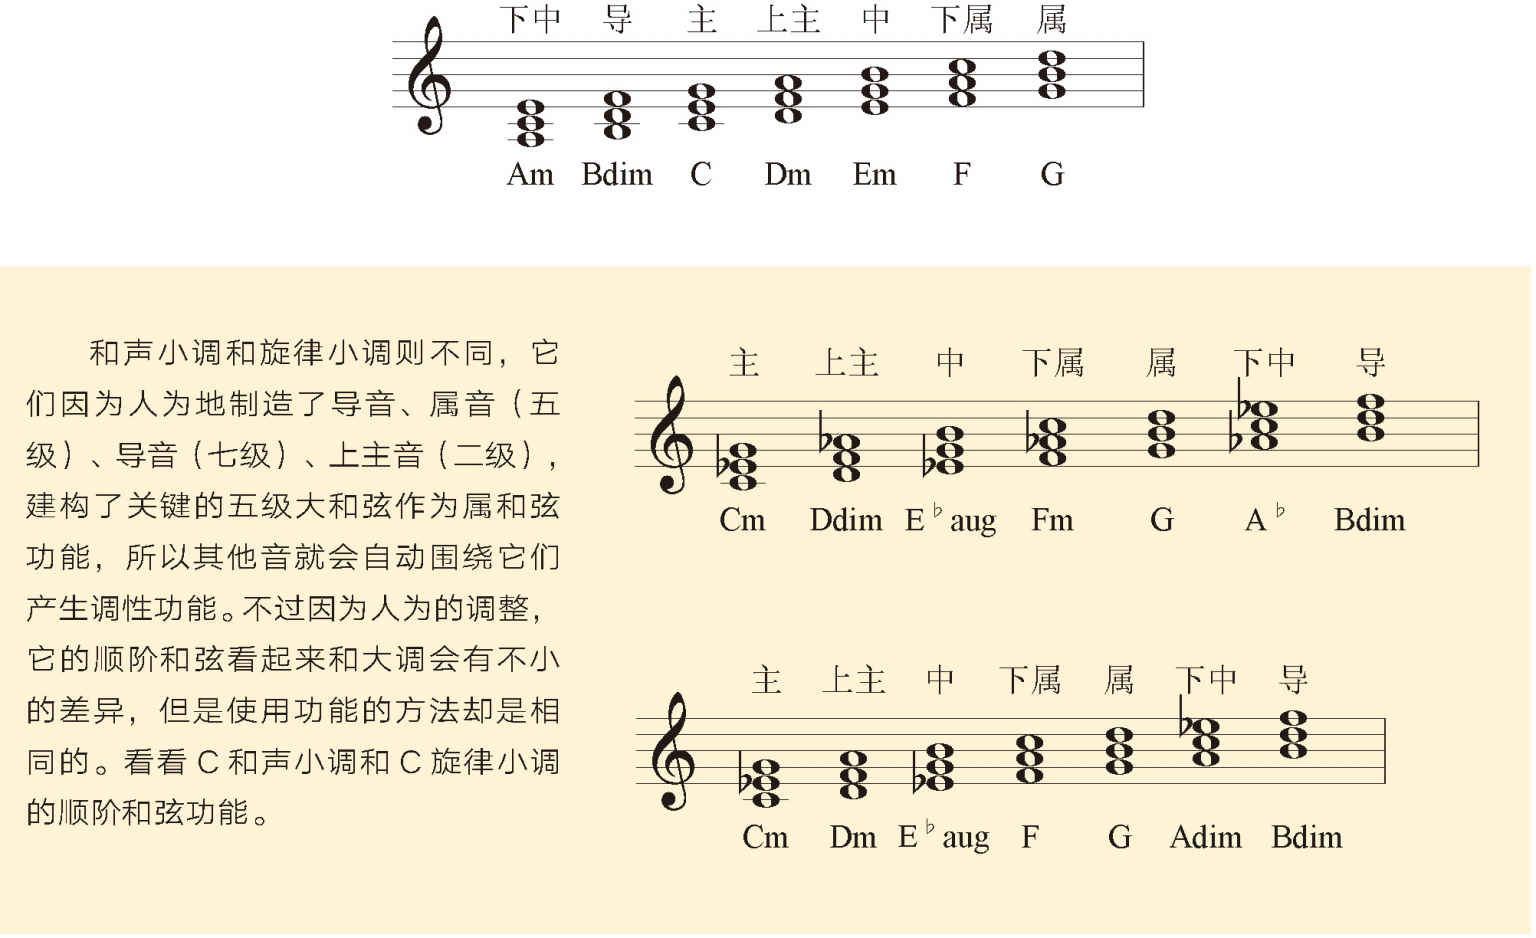 下中 导 主 上主 中 下属 属
Am Bdim C Dm Em F G
和声小调和旋律小调则不同，它
们因为人为地制造了导音、属音（五
级）、导音（七级）、上主音（二级），
建构了关键的五级大和弦作为属和弦
功能，所以其他音就会自动围绕它们
产生调性功能。不过因为人为的调整，
它的顺阶和弦看起来和大调会有不小
的差异，但是使用功能的方法却是相
同的。看看 C 和声小调和 C 旋律小调
的顺阶和弦功能。
主 上主 中 下属 属 下中 导
Cm Ddim E♭aug Fm G A♭ Bdim
主 上主 中 下属 属 下中 导
Cm Dm E♭aug F G Adim Bdim